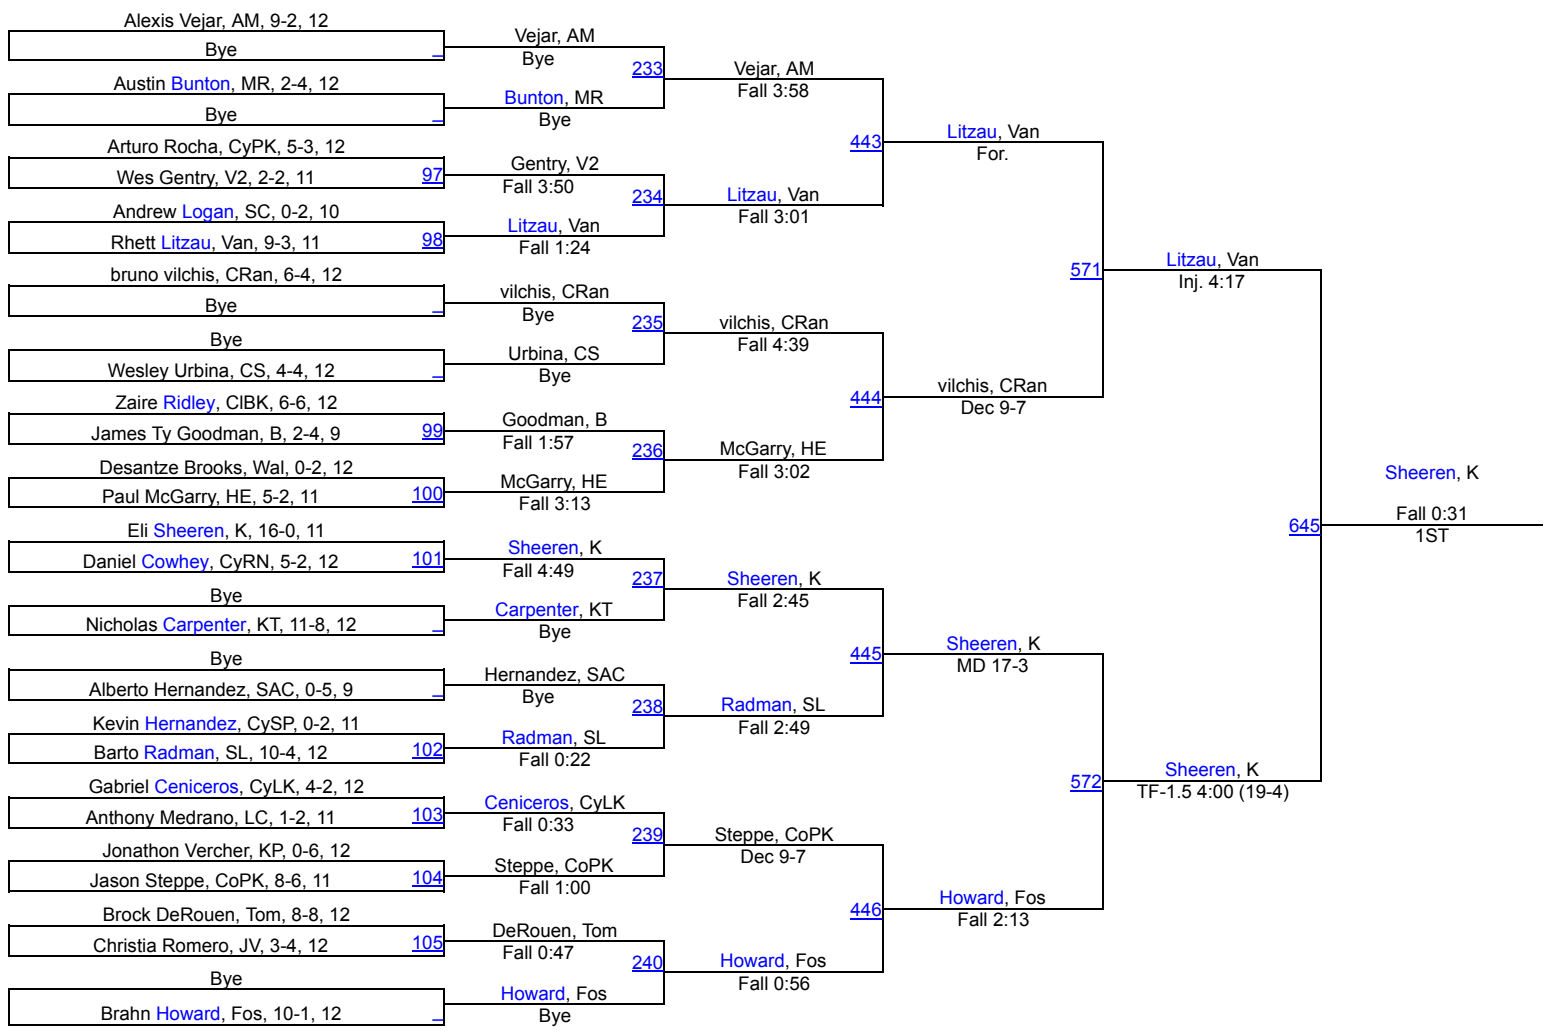 Alexis Vejar, AM, 9-2, 12
Bye
Austin Bunton, MR, 2-4, 12
Bye
Arturo Rocha, CyPK, 5-3, 12
Wes Gentry, V2, 2-2, 11
97
Andrew Logan, SC, 0-2, 10
Rhett Litzau, Van, 9-3, 11
98
bruno vilchis, CRan, 6-4, 12
Bye
Bye
Wesley Urbina, CS, 4-4, 12
Zaire Ridley, ClBK, 6-6, 12
James Ty Goodman, B, 2-4, 9
99
Desantze Brooks, Wal, 0-2, 12
Paul McGarry, HE, 5-2, 11
100
Eli Sheeren, K, 16-0, 11
Daniel Cowhey, CyRN, 5-2, 12
101
Bye
Nicholas Carpenter, KT, 11-8, 12
Bye
Alberto Hernandez, SAC, 0-5, 9
Kevin Hernandez, CySP, 0-2, 11
Barto Radman, SL, 10-4, 12
102
Gabriel Ceniceros, CyLK, 4-2, 12
Anthony Medrano, LC, 1-2, 11
103
Jonathon Vercher, KP, 0-6, 12
Jason Steppe, CoPK, 8-6, 11
104
Brock DeRouen, Tom, 8-8, 12
Christia Romero, JV, 3-4, 12
105
Bye
Brahn Howard, Fos, 10-1, 12
Vejar, AM
Bye
233
Bunton, MR
Bye
Gentry, V2
Fall 3:50
234
Litzau, Van
Fall 1:24
vilchis, CRan
Bye
235
Urbina, CS
Bye
Goodman, B
Fall 1:57
236
McGarry, HE
Fall 3:13
Sheeren, K
Fall 4:49
237
Carpenter, KT
Bye
Hernandez, SAC
Bye
238
Radman, SL
Fall 0:22
Ceniceros, CyLK
Fall 0:33
239
Steppe, CoPK
Fall 1:00
DeRouen, Tom
Fall 0:47
240
Howard, Fos
Bye
Vejar, AM
Fall 3:58
443
Litzau, Van
Fall 3:01
vilchis, CRan
Fall 4:39
444
McGarry, HE
Fall 3:02
Sheeren, K
Fall 2:45
445
Radman, SL
Fall 2:49
Steppe, CoPK
Dec 9-7
446
Howard, Fos
Fall 0:56
Litzau, Van
For.
571
vilchis, CRan
Dec 9-7
Sheeren, K
MD 17-3
572
Howard, Fos
Fall 2:13
Litzau, Van
Inj. 4:17
645
Sheeren, K
TF-1.5 4:00 (19-4)
Sheeren, K
Fall 0:31
1ST